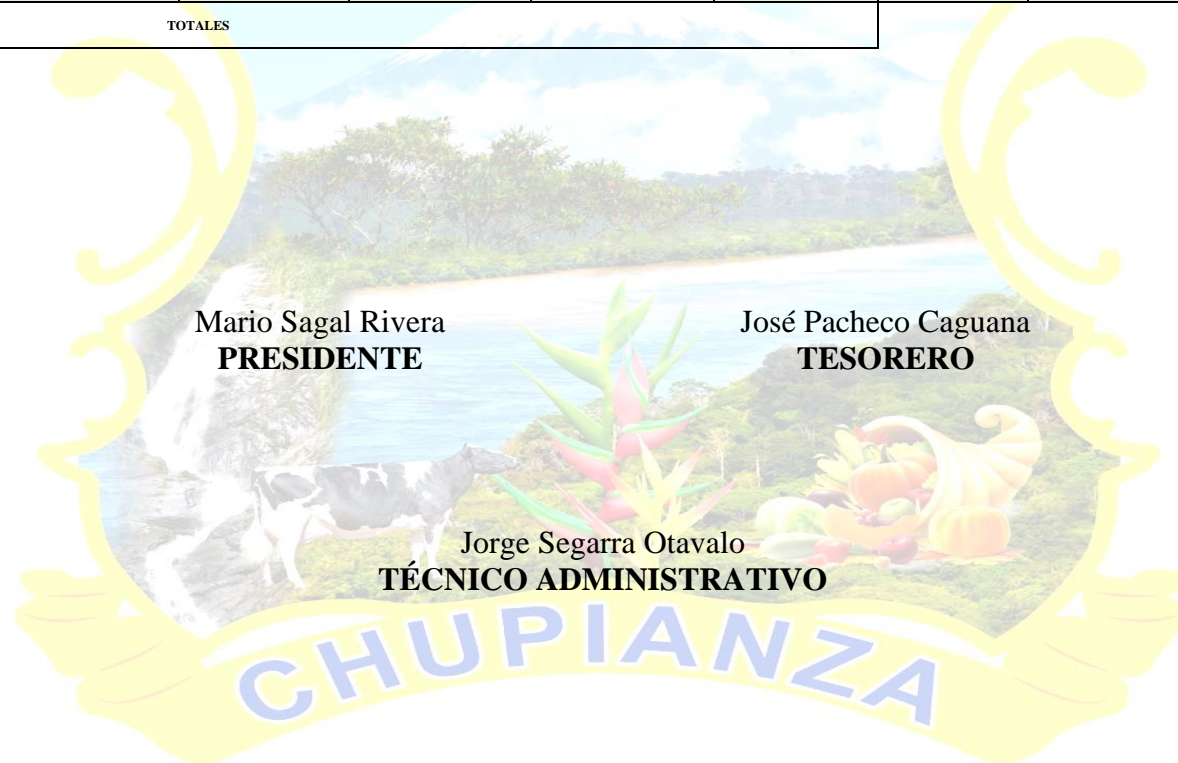 TOTALES
Mario Sagal Rivera
PRESIDENTE
José Pacheco Caguana
TESORERO
Jorge Segarra Otavalo
TÉCNICO ADMINISTRATIVO
CHUPIANZA